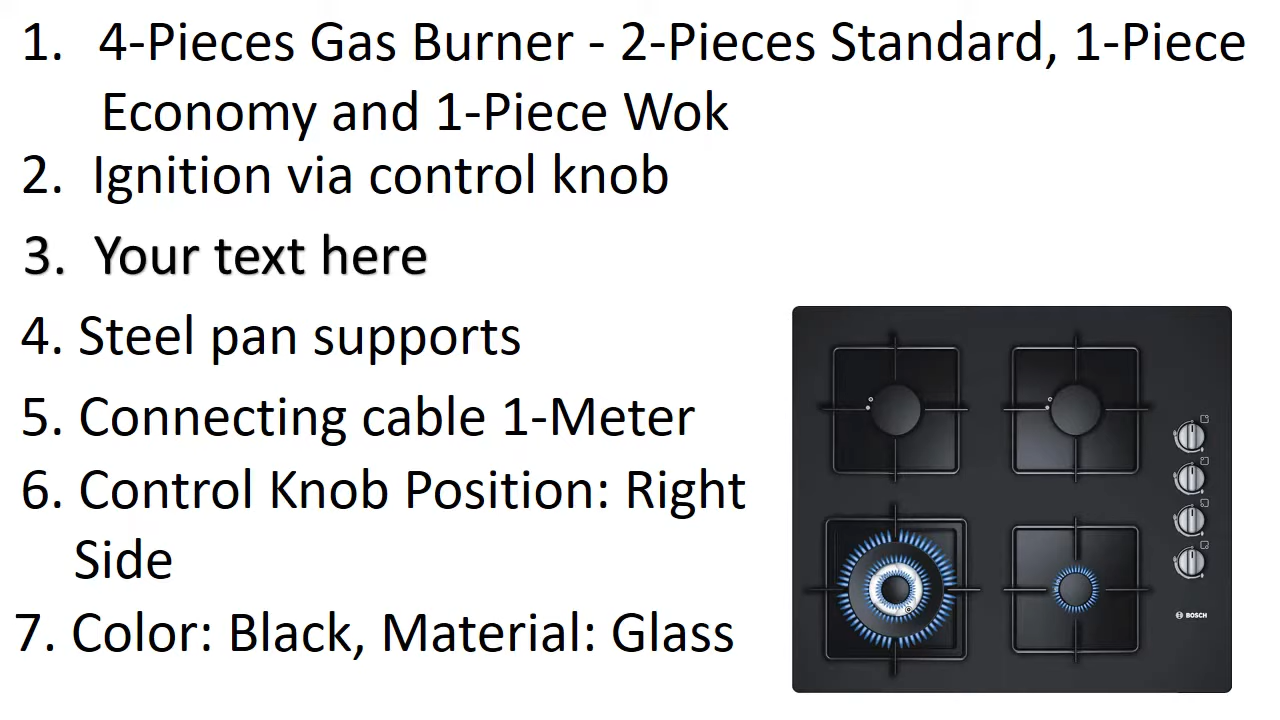 1. 4-Pieces Gas Burner - 2-Pieces Standard, 1-Piece
Economy and 1-Piece Wok
2. Ignition via control knob
3. Your text here
4. Steel pan supports
5. Connecting cable 1-Meter
6. Control Knob Position: Right
Side
7. Color: Black, Material: Glass
BOSCH